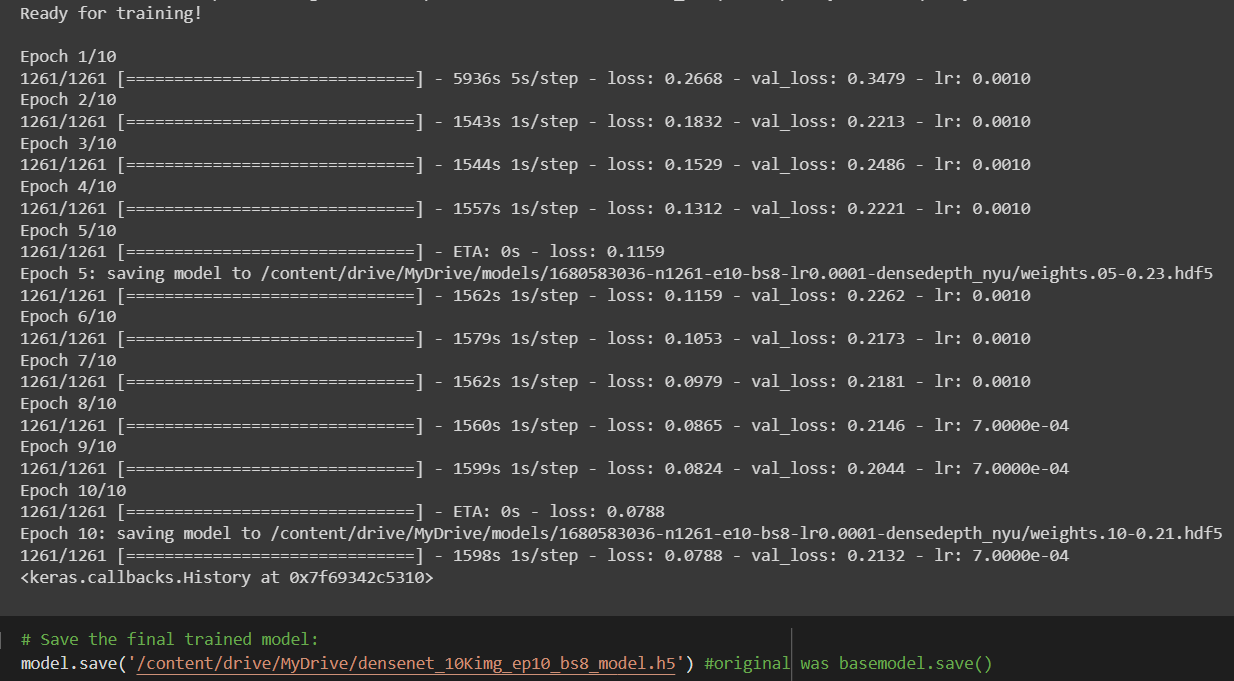 Ready for training!
Epoch 1/10
1261/1261 [==============================] - 5936s 5s/step - loss: 0.2668 - val_loss: 0.3479 - lr: 0.0010
Epoch 2/10
1261/1261 [==============================] - 1543s 1s/step - loss: 0.1832 - val_loss: 0.2213 - lr: 0.0010
Epoch 3/10
1261/1261 [==============================] - 1544s 1s/step - loss: 0.1529 - val_loss: 0.2486 - lr: 0.0010
Epoch 4/10
1261/1261 [==============================] - 1557s 1s/step - loss: 0.1312 - val_loss: 0.2221 - lr: 0.0010
Epoch 5/10
1261/1261 [==============================] - ETA: 0s - loss: 0.1159
Epoch 5: saving model to /content/drive/MyDrive/models/1680583036-n1261-e10-bs8-lr0.0001-densedepth_nyu/weights.05-0.23.hdf5
1261/1261 [==============================] - 1562s 1s/step - loss: 0.1159 - val_loss: 0.2262 - lr: 0.0010
Epoch 6/10
1261/1261 [==============================] - 1579s 1s/step - loss: 0.1053 - val_loss: 0.2173 - lr: 0.0010
Epoch 7/10
1261/1261 [==============================] - 1562s 1s/step - loss: 0.0979 - val_loss: 0.2181 - lr: 0.0010
Epoch 8/10
1261/1261 [==============================] - 1560s 1s/step - loss: 0.0865 - val_loss: 0.2146 - lr: 7.0000e-04
Epoch 9/10
1261/1261 [==============================] - 1599s 1s/step - loss: 0.0824 - val_loss: 0.2044 - lr: 7.0000e-04
Epoch 10/10
1261/1261 [==============================] - ETA: 0s - loss: 0.0788
Epoch 10: saving model to /content/drive/MyDrive/models/1680583036-n1261-e10-bs8-lr0.0001-densedepth_nyu/weights.10-0.21.hdf5
1261/1261 [==============================] - 1598s 1s/step - loss: 0.0788 - val_loss: 0.2132 - lr: 7.0000e-04
<keras.callbacks.History at 0x7f69342c5310>
# Save the final trained model:
model.save('/content/drive/MyDrive/densenet_10Kimg_ep10_bs8_model.h5') #original was basemodel.save()